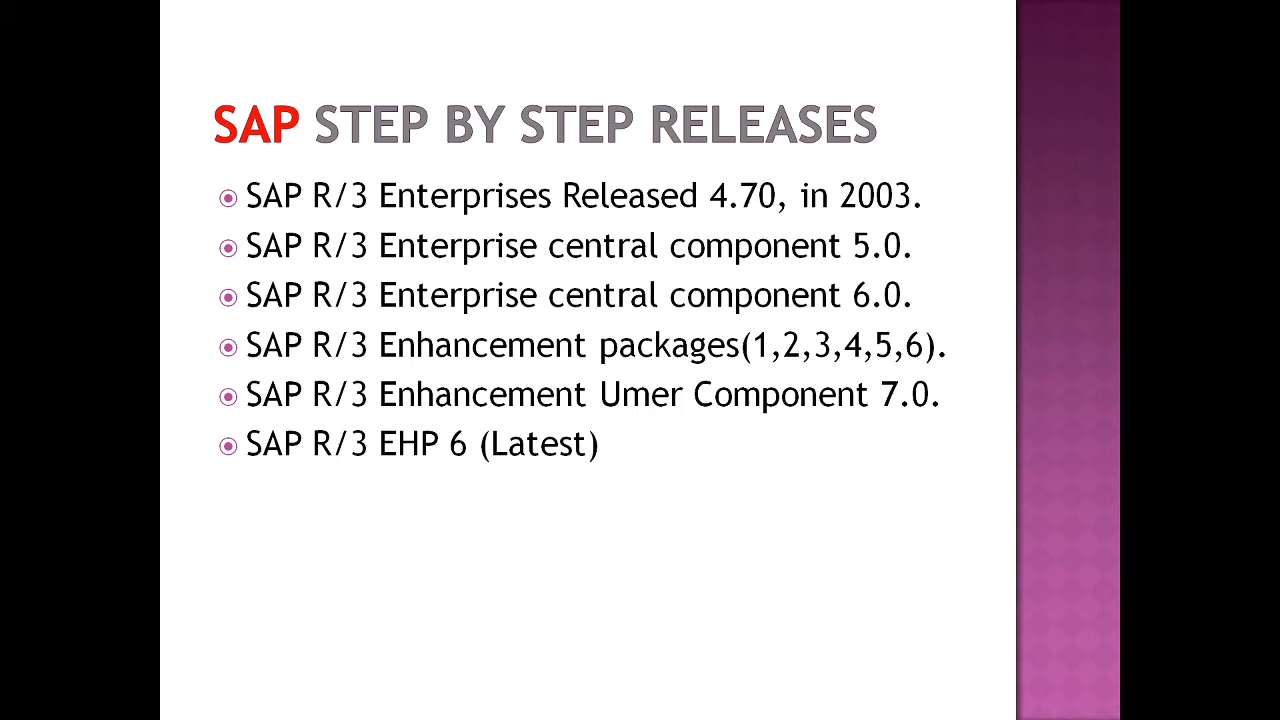 SAP STEP BY STEP RELEASES
SAP R/3 Enterprises Released 4.70, in 2003.
SAP R/3 Enterprise central component 5.0.
SAP R/3 Enterprise central component 6.0.
SAP R/3 Enhancement packages(1,2,3,4,5,6).
SAP R/3 Enhancement Umer Component 7.0.
SAP R/3 EHP 6 (Latest)